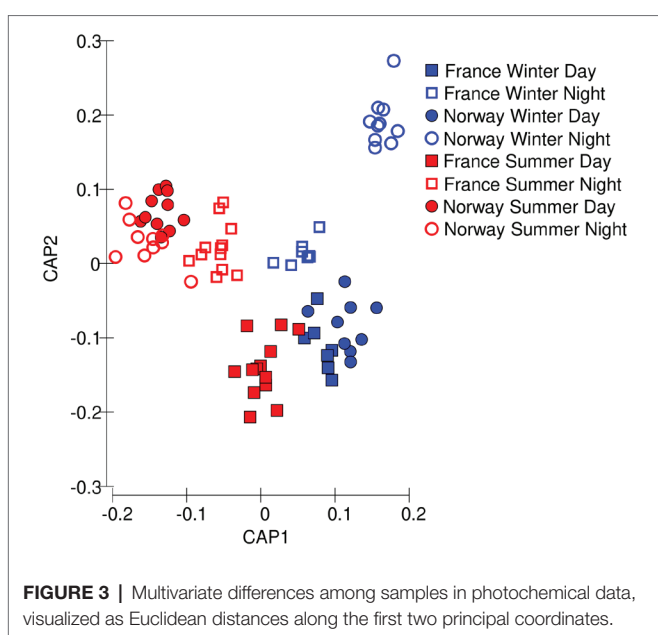 0.3
0.2
0.1
0
-0.1
-0.2
-0.3
CAP2
-0.2
-0.1
0
0.1
0.2
CAP1
France Winter Day
France Winter Night
Norway Winter Day
Norway Winter Night
France Summer Day
France Summer Night
Norway Summer Day
Norway Summer Night
FIGURE 3 | Multivariate differences among samples in photochemical data,
visualized as Euclidean distances along the first two principal coordinates.